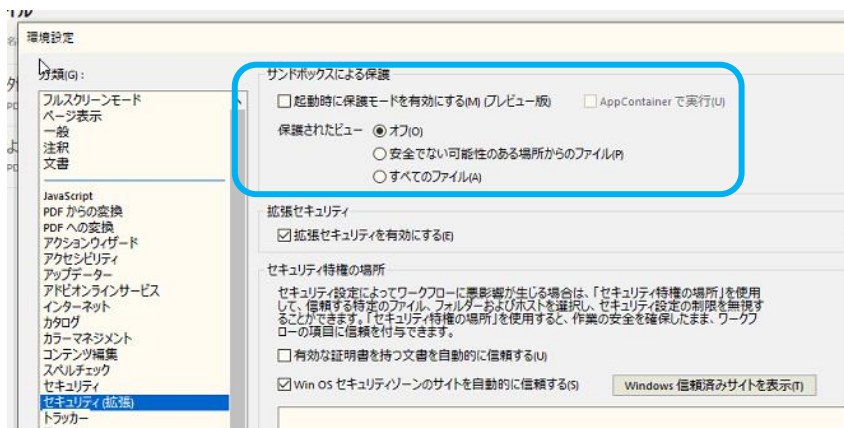 環境設定
分類(G):
フルスクリーンモード
ページ表示
一般
注釈
文書
JavaScript
PDF からの変換
PDF への変換
アクションウィザード
アクセシビリティ
アップデーター
アドビオンラインサービス
インターネット
カタログ
カラーマネジメント
コンテンツ編集
スペルチェック
セキュリティ
セキュリティ (拡張)
トラッカー
サンドボックスによる保護
起動時に保護モードを有効にする(M) (プレビュー版) AppContainer で実行(U)
保護されたビュー オフ(O)
安全でない可能性のある場所からのファイル(P)
すべてのファイル(A)
拡張セキュリティ
拡張セキュリティを有効にする(E)
セキュリティ特権の場所
セキュリティ設定によってワークフローに悪影響が生じる場合は、「セキュリティ特権の場所」を使用
して、信頼する特定のファイル、フォルダーおよびホストを選択し、セキュリティ設定の制限を無視す
ることができます。「セキュリティ特権の場所」を使用すると、作業の安全を確保したまま、ワークフ
ローの項目に信頼を付与できます。
有効な証明書を持つ文書を自動的に信頼する(U)
Win OS セキュリティゾーンのサイトを自動的に信頼する(S) Windows 信頼済みサイトを表示(T)